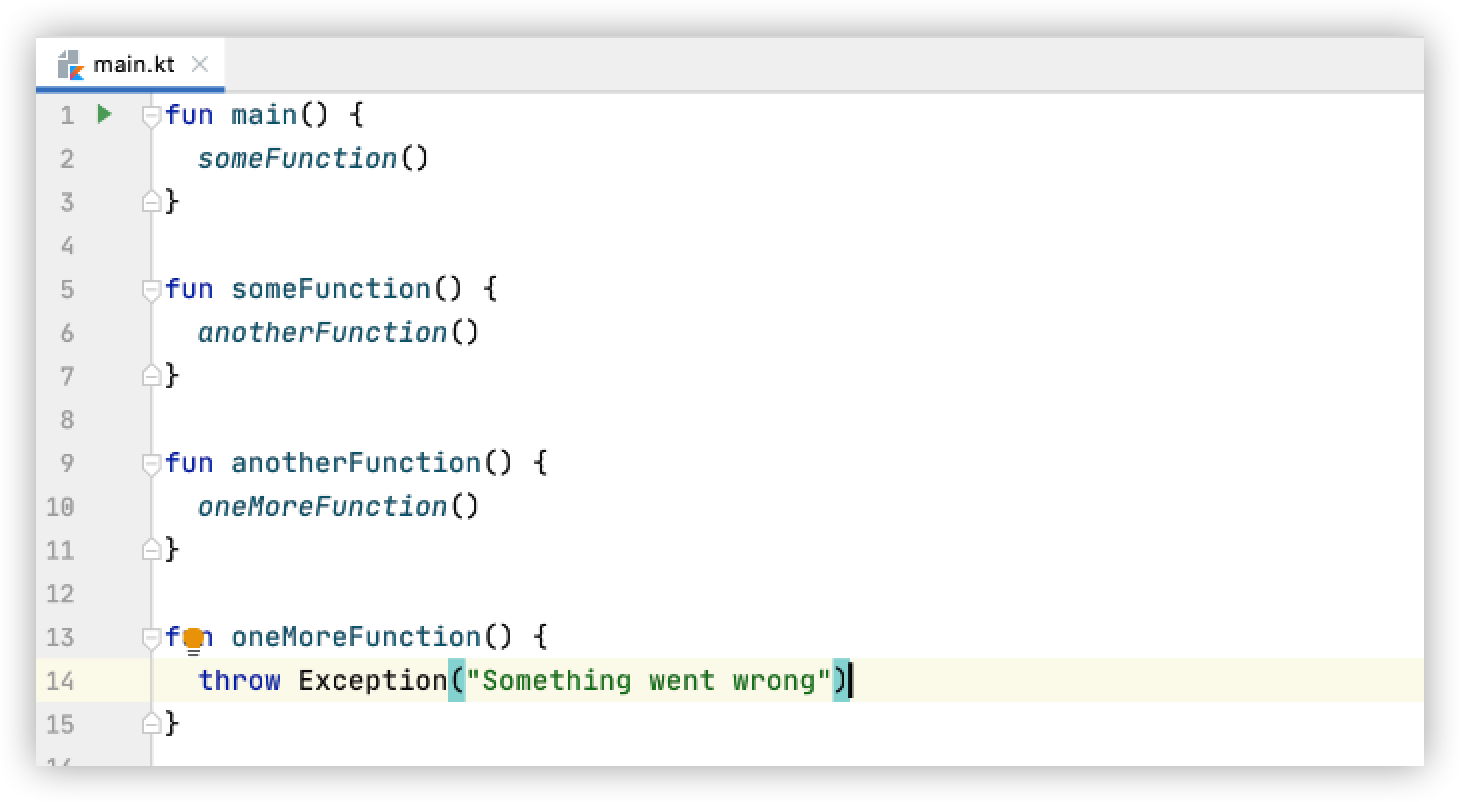 main.kt
1 fun main() {
2   someFunction()
3 }
4
5 fun someFunction() {
6   anotherFunction()
7 }
8
9 fun anotherFunction() {
10   oneMoreFunction()
11 }
12
13 fun oneMoreFunction() {
14   throw Exception("Something went wrong")
15 }